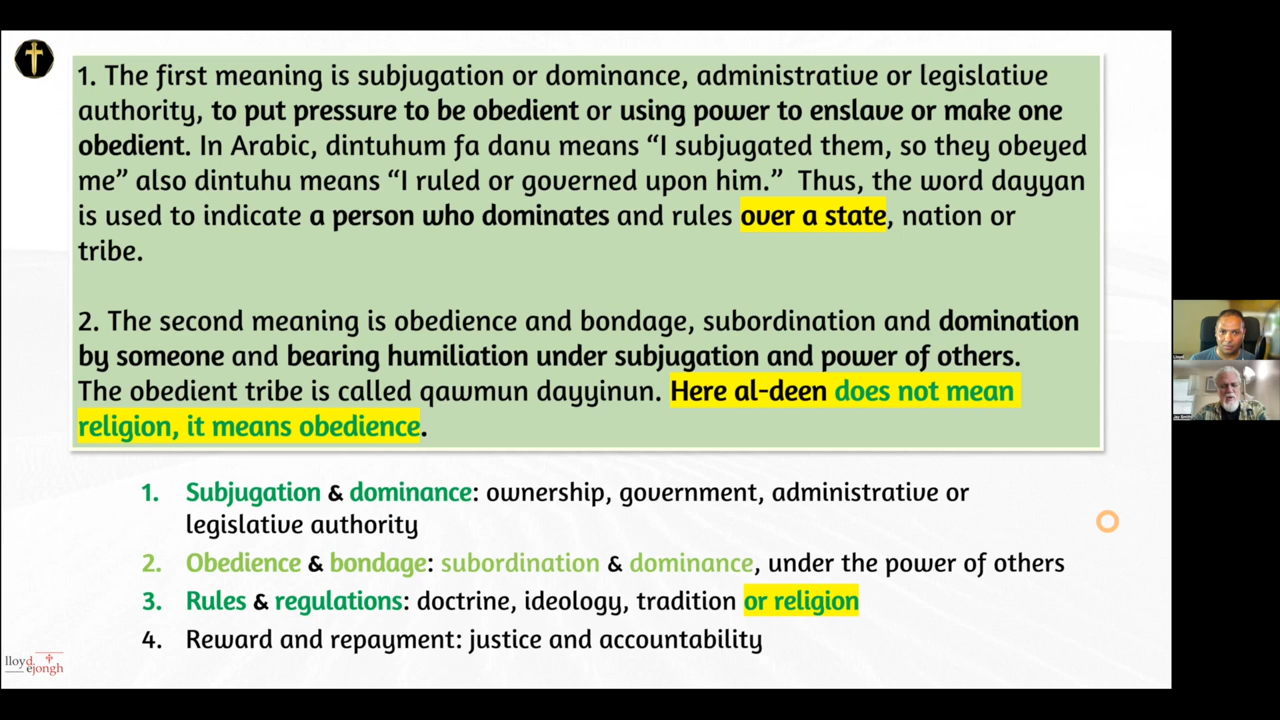 1. The first meaning is subjugation or dominance, administrative or legislative
authority, to put pressure to be obedient or using power to enslave or make one
obedient. In Arabic, dintuhum fa danu means “I subjugated them, so they obeyed
me” also dintuhu means “I ruled or governed upon him.” Thus, the word dayyan
is used to indicate a person who dominates and rules over a state, nation or
tribe.
2. The second meaning is obedience and bondage, subordination and domination
by someone and bearing humiliation under subjugation and power of others.
The obedient tribe is called qawmun dayyinun. Here al-deen does not mean
religion, it means obedience.
1. Subjugation & dominance: ownership, government, administrative or
legislative authority
2. Obedience & bondage: subordination & dominance, under the power of others
3. Rules & regulations: doctrine, ideology, tradition or religion
4. Reward and repayment: justice and accountability
lloyd
ejongh
Jay Smith